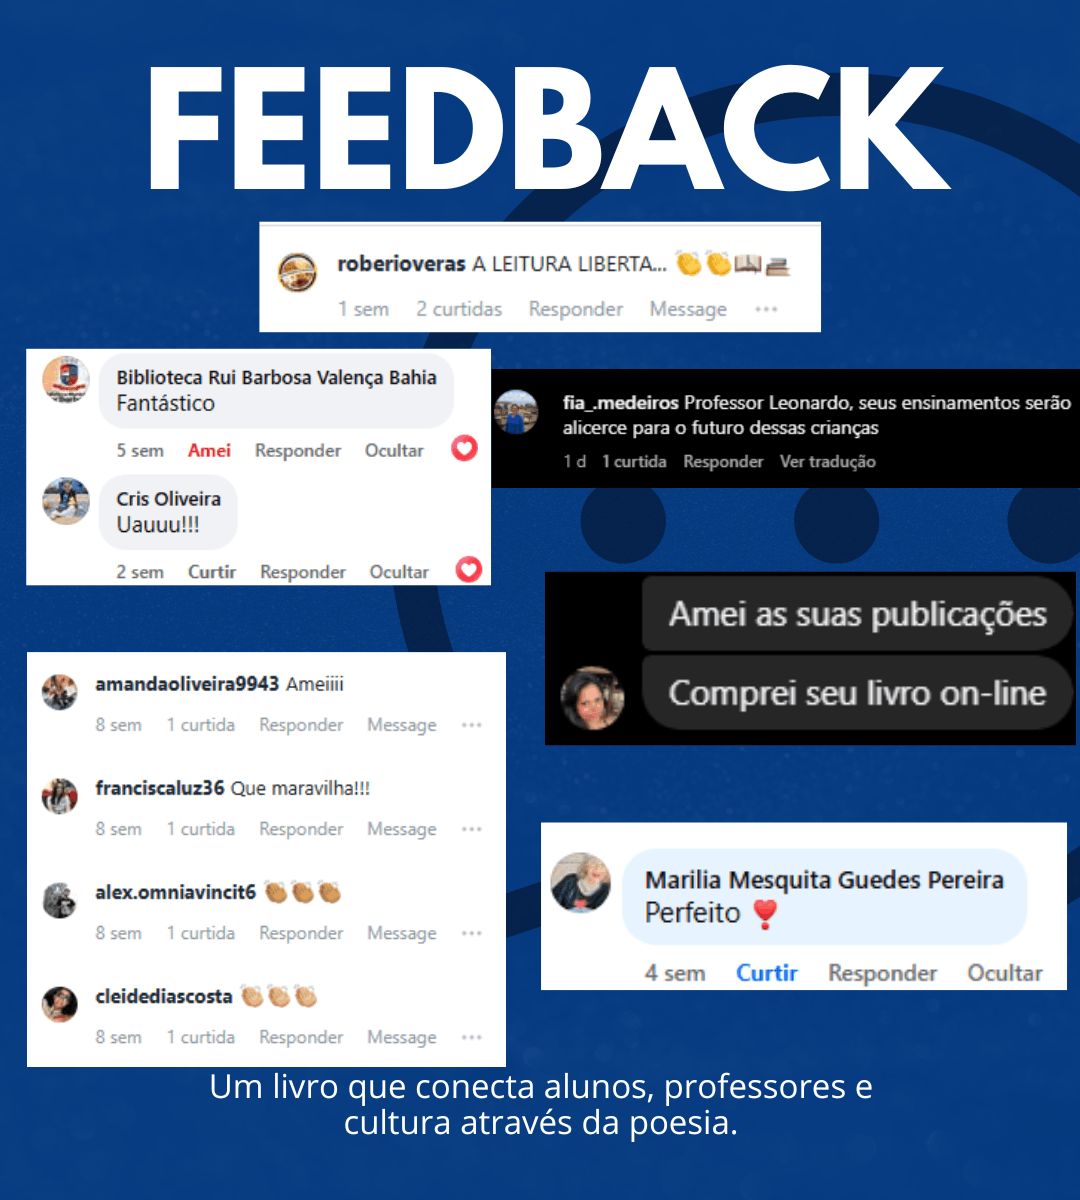 FEEDBACK
roberioveras A LEITURA LIBERTA... 👏👏📖📚
1 sem 2 curtidas Responder Message ...
Biblioteca Rui Barbosa Valença Bahia
Fantástico
5 sem Amei Responder Ocultar
Cris Oliveira
Uauuu!!!
2 sem Curtir Responder Ocultar
fia_.medeiros Professor Leonardo, seus ensinamentos serão
alicerce para o futuro dessas crianças
1 d 1 curtida Responder Ver tradução
Amei as suas publicações
Comprei seu livro on-line
amandaoliveira9943 Ameiiii
8 sem 1 curtida Responder Message ...
franciscaluz36 Que maravilha!!!
8 sem 1 curtida Responder Message ...
alex.omniavincit6 👏🏽👏🏽👏🏽
8 sem 1 curtida Responder Message ...
cleidediascosta 👏🏼👏🏼👏🏼
8 sem 1 curtida Responder Message ...
Marilia Mesquita Guedes Pereira
Perfeito ❣️
4 sem Curtir Responder Ocultar
Um livro que conecta alunos, professores e
cultura através da poesia.